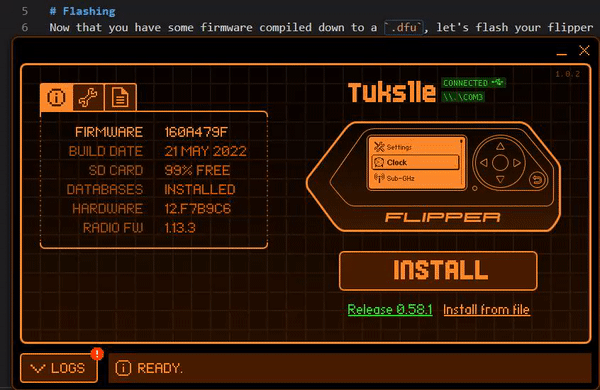 5 # Flashing
6 Now that you have some firmware compiled down to a `.dfu`, let's flash your flipper
1.0.2
Tuks1le
CONNECTED
\\.\COM3
FIRMWARE 160A479F
BUILD DATE 21 MAY 2022
SD CARD 99% FREE
DATABASES INSTALLED
HARDWARE 12.F7B9C6
RADIO FW 1.13.3
Settings
Clock
Sub-GHz
FLIPPER
INSTALL
Release 0.58.1 Install from file
LOGS ! READY.